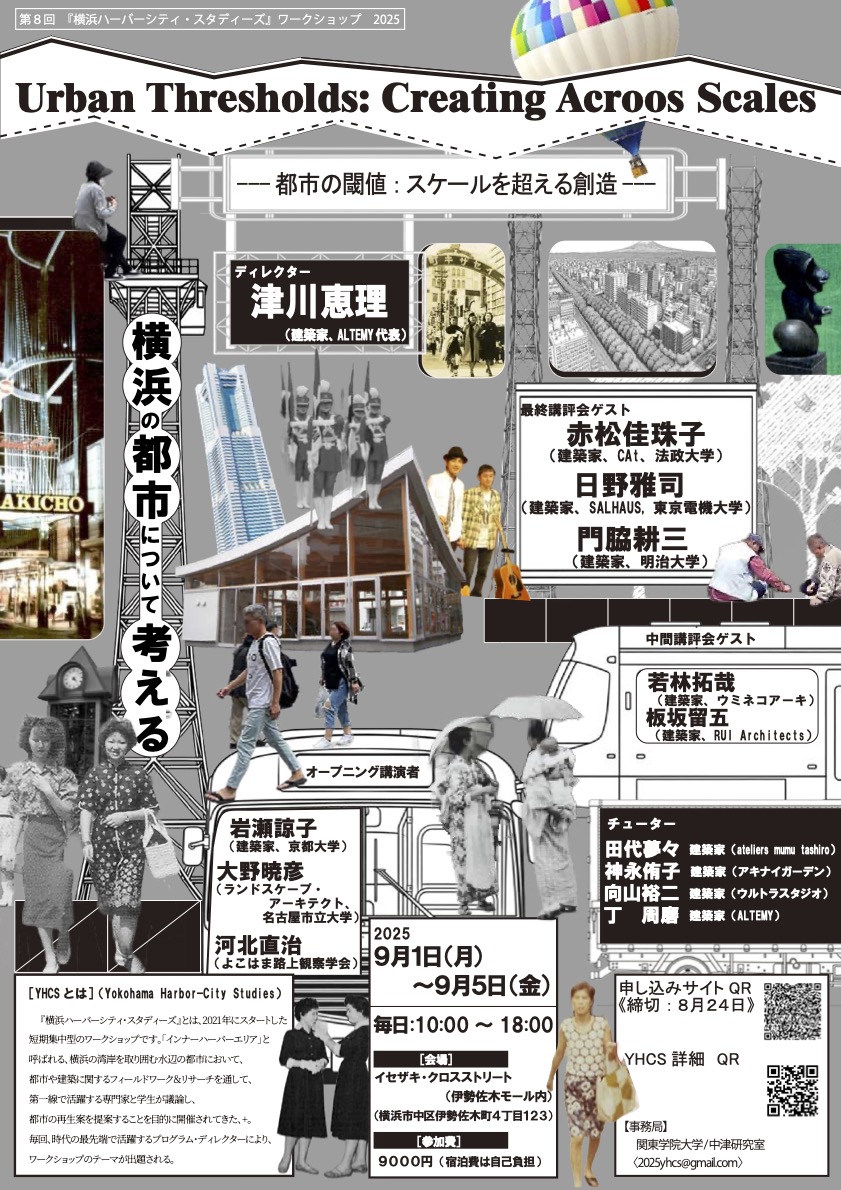 第8回 『横浜ハーバーシティ・スタディーズ』ワークショップ 2025
Urban Thresholds: Creating Acroos Scales
--- 都市の閾値 : スケールを超える創造 ---
ディレクター
津川恵理
(建築家、ALTEMY代表)
横浜の都市について考える
AKICHO
最終講評会ゲスト
赤松佳珠子
(建築家、CAt、法政大学)
日野雅司
(建築家、SALHAUS, 東京電機大学)
門脇耕三
(建築家、明治大学)
中間講評会ゲスト
若林拓哉
(建築家、ウミネコアーキ)
板坂留五
(建築家、RUI Architects)
オープニング講演者
岩瀬諒子
(建築家、京都大学)
大野暁彦
(ランドスケープ・
アーキテクト、
名古屋市立大学)
河北直治
(よこはま路上観察学会)
チューター
田代夢々 建築家(ateliers mumu tashiro)
神永侑子 建築家(アキナイガーデン)
向山裕二 建築家(ウルトラスタジオ)
丁 周磨 建築家(ALTEMY)
2025
9月1日(月)
〜9月5日(金)
毎日:10:00 〜 18:00
[会場]
イセザキ・クロスストリート
(伊勢佐木モール内)
(横浜市中区伊勢佐木町4丁目123)
[参加費]
9000円(宿泊費は自己負担)
[YHCSとは](Yokohama Harbor-City Studies)
『横浜ハーバーシティ・スタディーズ』とは、2021年にスタートした
短期集中型のワークショップです。「インナーハーバーエリア」と
呼ばれる、横浜の湾岸を取り囲む水辺の都市において、
都市や建築に関するフィールドワーク&リサーチを通して、
第一線で活躍する専門家と学生が議論し、
都市の再生案を提案することを目的に開催されてきた、+。
毎回、時代の最先端で活躍するプログラム・ディレクターにより、
ワークショップのテーマが出題される。
申し込みサイト QR
《締切：8月24日》
YHCS 詳細 QR
【事務局】
関東学院大学/中津研究室
〈2025yhcs@gmail.com〉